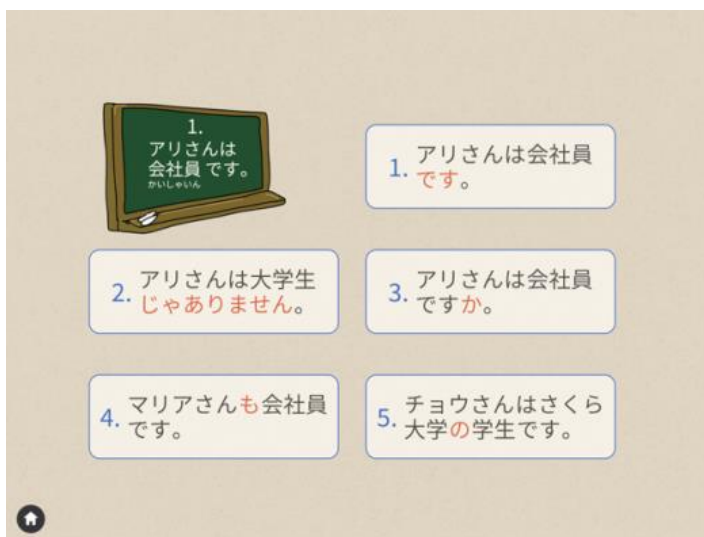 1.
アリさんは
会社員 です。
かいしゃいん
1. アリさんは会社員
です。
2. アリさんは大学生
じゃありません。
3. アリさんは会社員
ですか。
4. マリアさんも会社員
です。
5. チョウさんはさくら
大学の学生です。